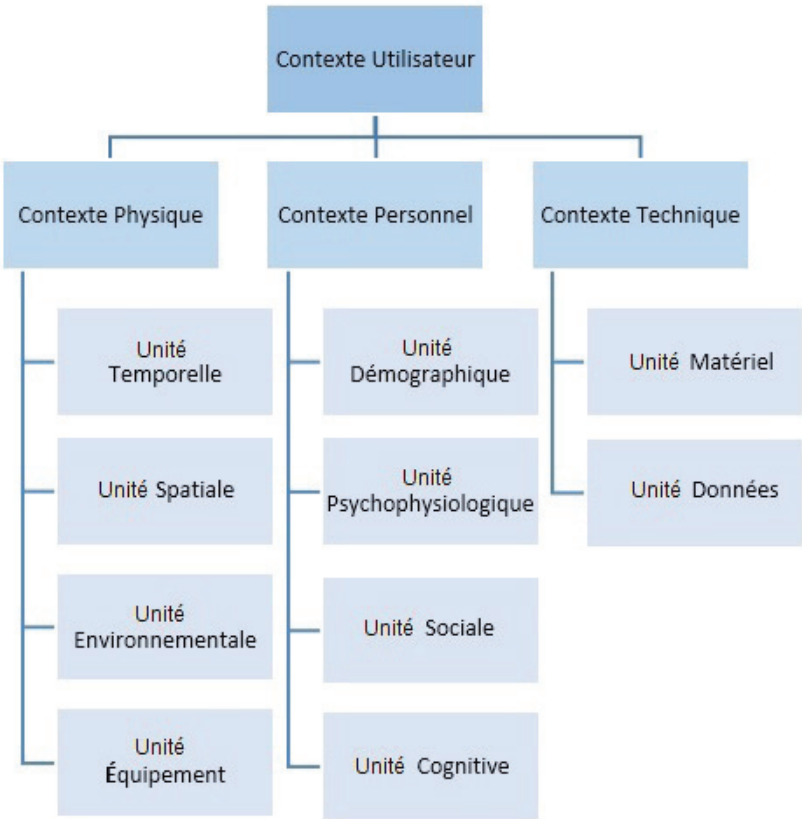 Contexte Utilisateur
Contexte Physique
Contexte Personnel
Contexte Technique
Unité
Temporelle
Unité Spatiale
Unité
Environnementale
Unité
Équipement
Unité
Démographique
Unité
Psychophysiologique
Unité Sociale
Unité Cognitive
Unité Matériel
Unité Données